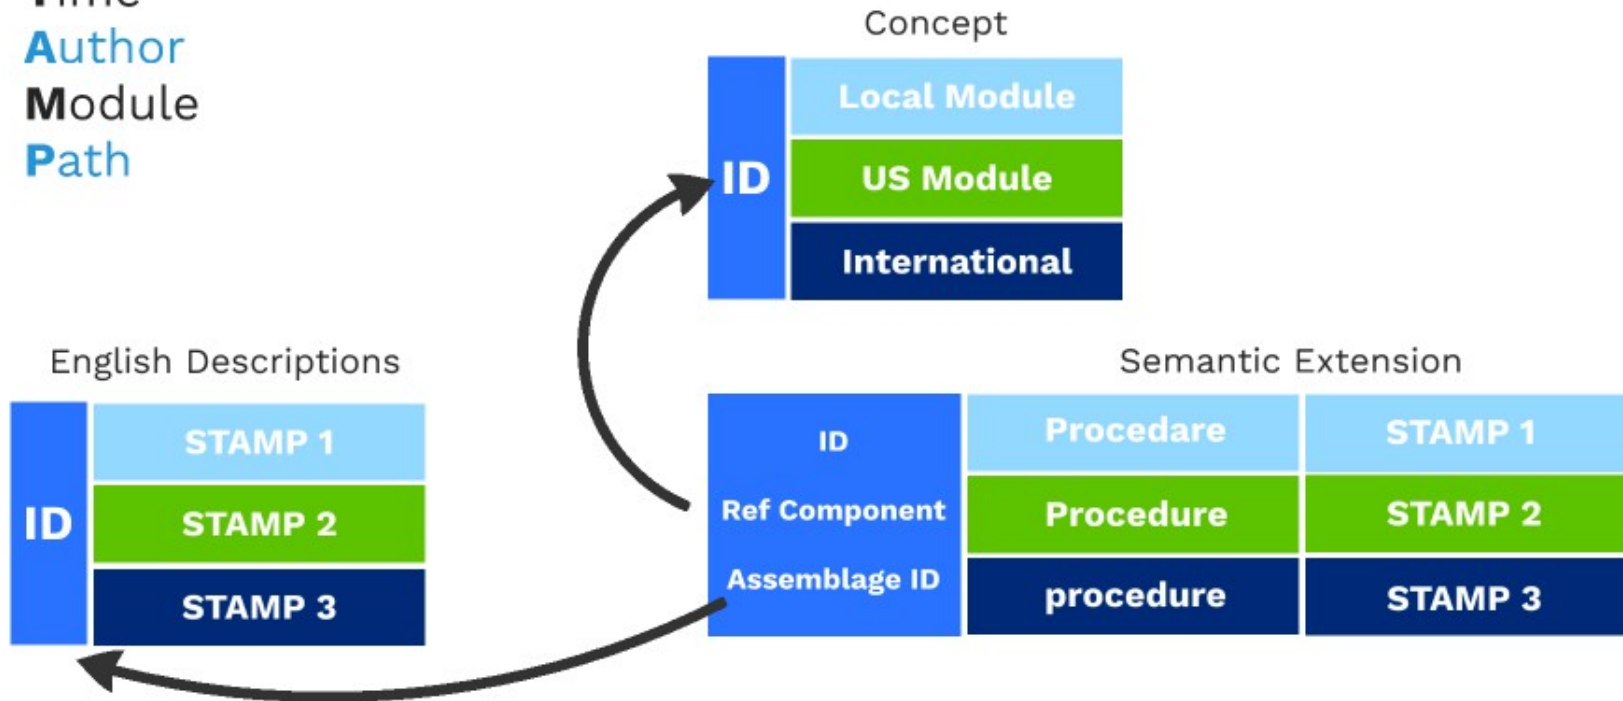 Time
Author
Module
Path
Concept
ID
Local Module
US Module
International
English Descriptions
ID
STAMP 1
STAMP 2
STAMP 3
Semantic Extension
ID
Ref Component
Assemblage ID
Procedare
STAMP 1
Procedure
STAMP 2
procedure
STAMP 3